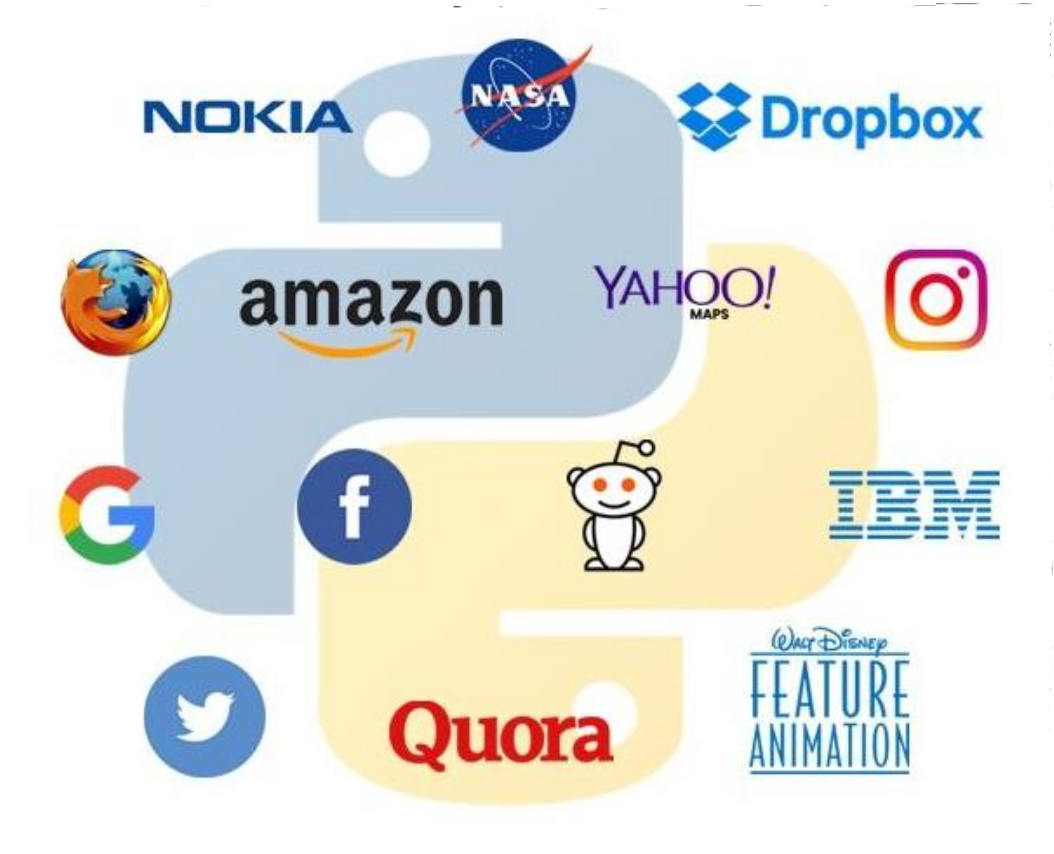 NOKIA
NASA
Dropbox
amazon
YAHOO!
MAPS
G
f
IBM
WALT DISNEY
FEATURE
ANIMATION
Quora